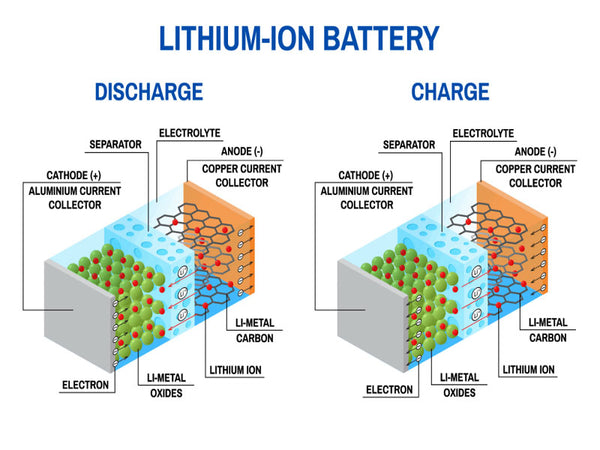 LITHIUM-ION BATTERY
DISCHARGE
SEPARATOR
ELECTROLYTE
ANODE (-)
COPPER CURRENT
COLLECTOR
CATHODE (+)
ALUMINIUM CURRENT
COLLECTOR
LI-METAL
CARBON
LITHIUM ION
LI-METAL
OXIDES
ELECTRON
CHARGE
SEPARATOR
ELECTROLYTE
ANODE (-)
COPPER CURRENT
COLLECTOR
CATHODE (+)
ALUMINIUM CURRENT
COLLECTOR
LI-METAL
CARBON
LITHIUM ION
LI-METAL
OXIDES
ELECTRON